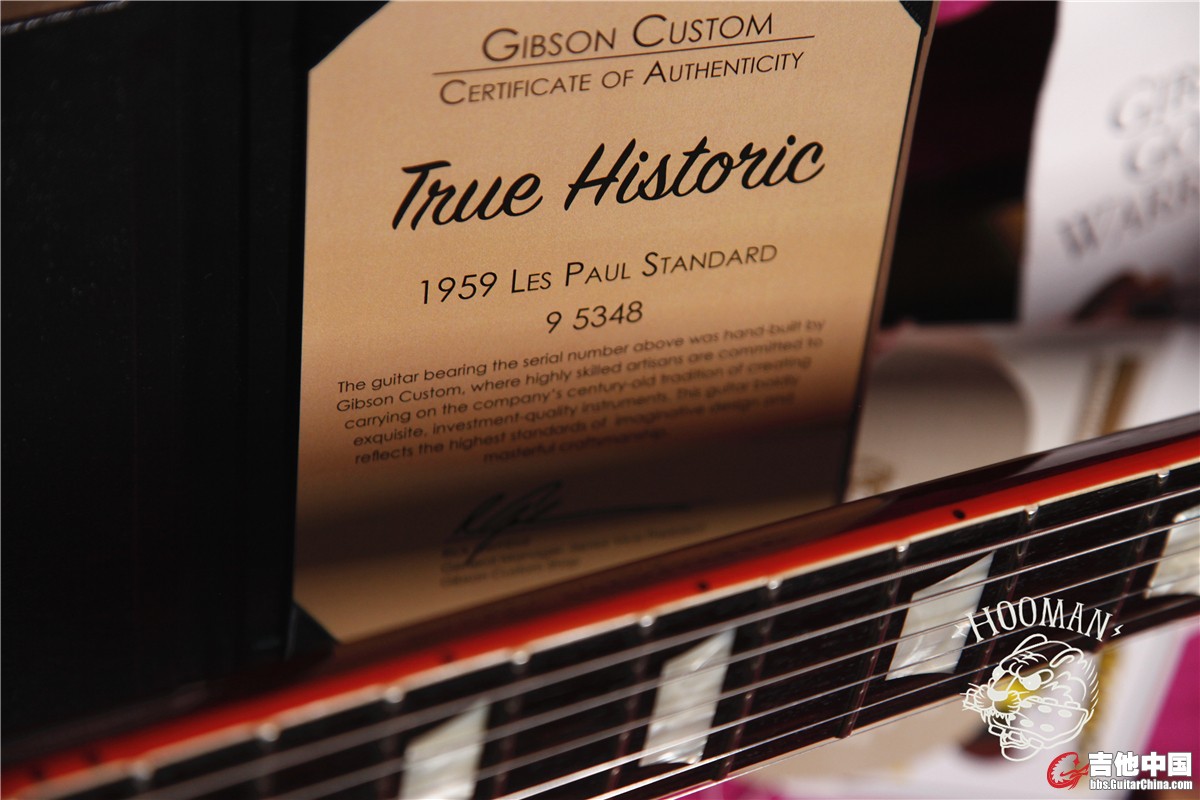 GIBSON CUSTOM
CERTIFICATE OF AUTHENTICITY
True Historic
1959 LES PAUL STANDARD
9 5348
The guitar bearing the serial number above was hand-built by
Gibson Custom, where highly skilled artisans are committed to
carrying on the company's century-old tradition of creating
exquisite, investment-quality instruments. This guitar boldly
reflects the highest standards of imaginative design and
masterful craftsmanship.
HOOMAN
吉他中国
bbs.GuitarChina.com